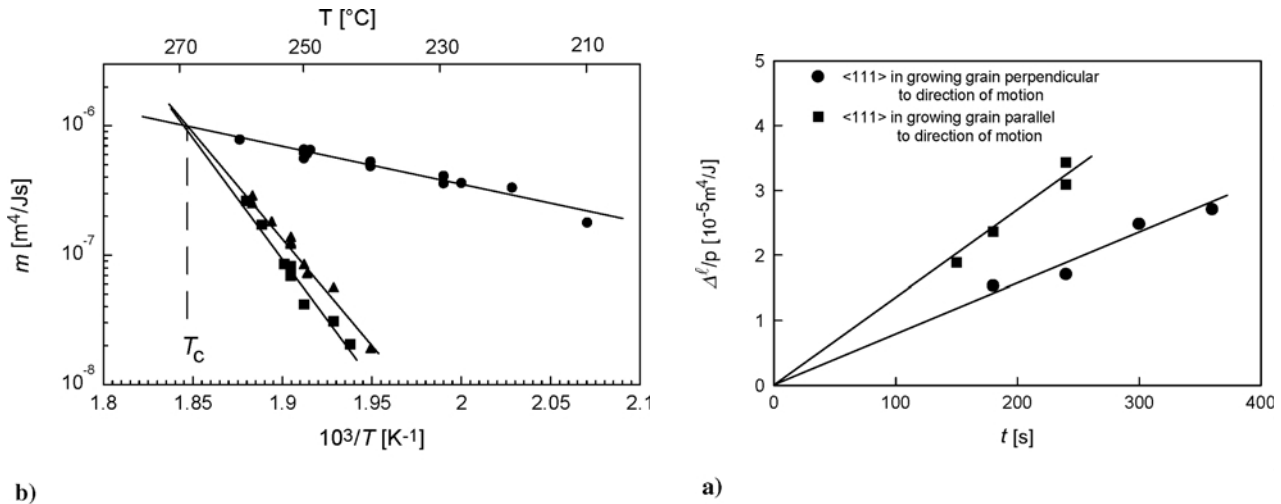 T [°C]
270 250 230 210
10-6
10-7
10-8
m [m4/Js]
Tc
1.8 1.85 1.9 1.95 2 2.05 2.1
103/T [K-1]
b)
5
4
3
2
1
0
Δℓ/p [10-5m4/J]
<111> in growing grain perpendicular
to direction of motion
<111> in growing grain parallel
to direction of motion
0 100 200 300 400
t [s]
a)